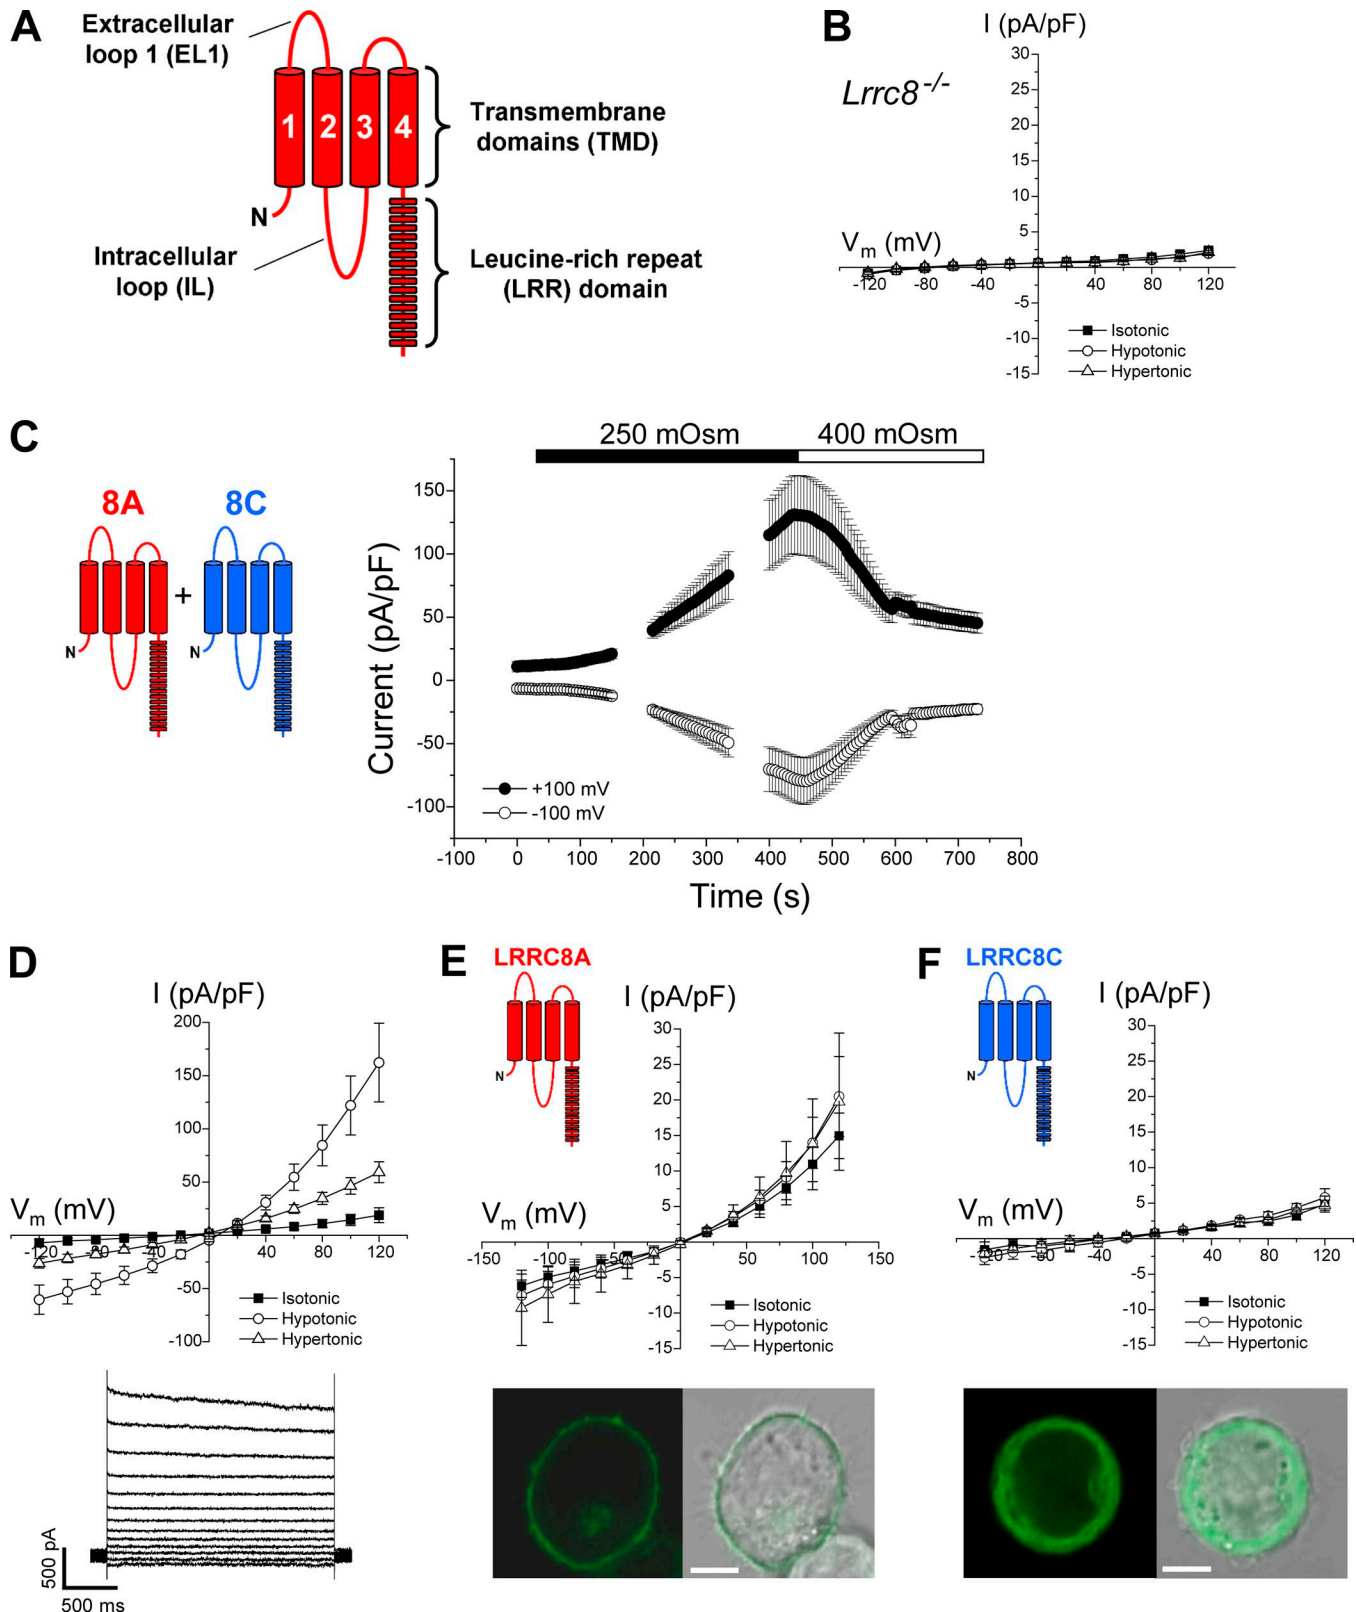 A
Extracellular
loop 1 (EL1)
1 2 3 4
Transmembrane
domains (TMD)
N
Intracellular
loop (IL)
Leucine-rich repeat
(LRR) domain
B
I (pA/pF)
Lrrc8 -/-
30
25
20
15
10
5
Vm (mV)
-120 -80 -40 40 80 120
-5
-10
-15
Isotonic
Hypotonic
Hypertonic
C
8A
8C
+
N
N
250 mOsm
400 mOsm
Current (pA/pF)
150
100
50
0
-50
-100
+100 mV
-100 mV
-100 0 100 200 300 400 500 600 700 800
Time (s)
D
I (pA/pF)
200
150
100
50
Vm (mV)
-120 -80 -40 40 80 120
-50
-100
Isotonic
Hypotonic
Hypertonic
500 pA
500 ms
E
LRRC8A
N
I (pA/pF)
30
25
20
15
10
5
Vm (mV)
-150 -100 -50 50 100 150
-5
-10
-15
Isotonic
Hypotonic
Hypertonic
F
LRRC8C
N
I (pA/pF)
30
25
20
15
10
5
Vm (mV)
-120 -80 -40 40 80 120
-5
-10
-15
Isotonic
Hypotonic
Hypertonic